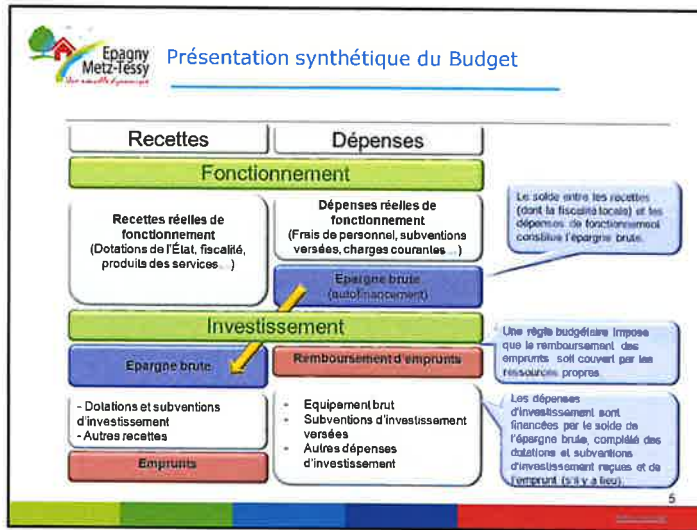 Epagny
Metz-Tessy
Une nouvelle dynamique
Présentation synthétique du Budget
Recettes
Dépenses
Fonctionnement
Recettes réelles de
fonctionnement
(Dotations de l'État, fiscalité,
produits des services...)
Dépenses réelles de
fonctionnement
(Frais de personnel, subventions
versées, charges courantes...)
Epargne brute
(autofinancement)
Le solde entre les recettes
(dont la fiscalité locale) et les
dépenses de fonctionnement
constitue l'épargne brute.
Investissement
Epargne brute
Remboursement d'emprunts
Une règle budgétaire impose
que le remboursement des
emprunts soit couvert par les
ressources propres
- Dotations et subventions
d'investissement
- Autres recettes
Emprunts
- Equipement brut
- Subventions d'investissement
versées
- Autres dépenses
d'investissement
Les dépenses
d'investissement sont
financées par le solde de
l'épargne brute, complété des
dotations et subventions
d'investissement reçues et de
l'emprunt (s'il y a lieu).
5